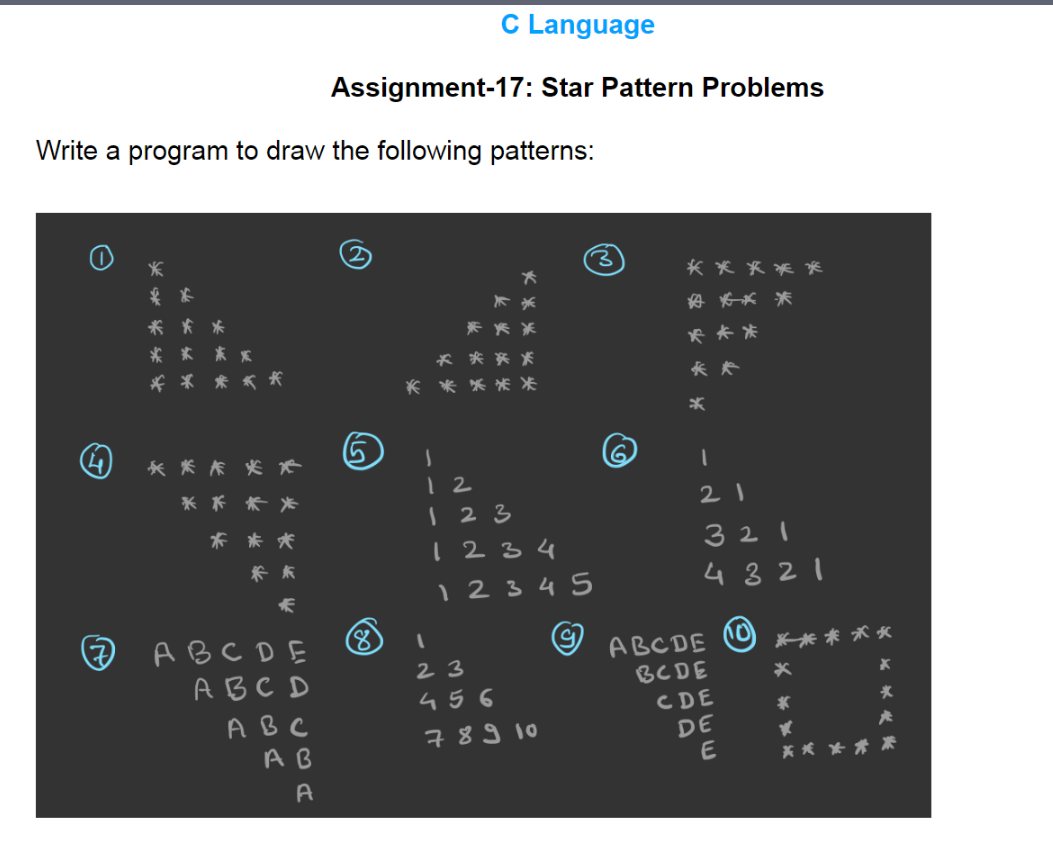 C Language
Assignment-17: Star Pattern Problems
Write a program to draw the following patterns:
1
*
* *
* * *
* * * *
* * * * *
2
*
* *
* * *
* * * *
* * * * *
3
* * * * *
* * * *
* * *
* *
*
4
* * * * *
* * * *
* * *
* *
*
5
1
1 2
1 2 3
1 2 3 4
1 2 3 4 5
6
1
2 1
3 2 1
4 3 2 1
7
A B C D E
A B C D
A B C
A B
A
8
1
2 3
4 5 6
7 8 9 10
9
ABCDE
BCDE
CDE
DE
E
10
* * * * *
* *
* *
* *
* * * * *